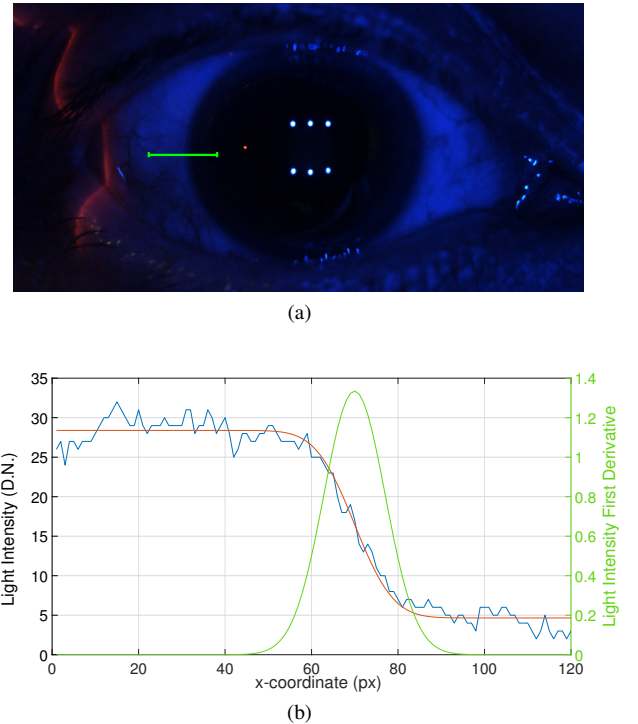 (a)
35
30
25
20
15
10
5
0
Light Intensity (D.N.)
1.4
1.2
1
0.8
0.6
0.4
0.2
0
Light Intensity First Derivative
0 20 40 60 80 100 120
x-coordinate (px)
(b)